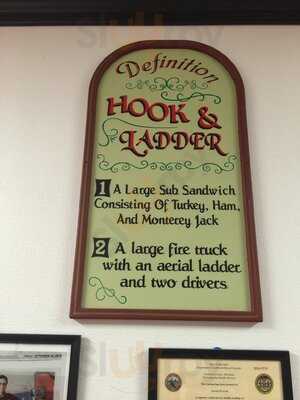 Definition
HOOK &
LADDER
1 A Large Sub Sandwich
Consisting Of Turkey, Ham,
And Monterey Jack
2 A large fire truck
with an aerial ladder
and two drivers